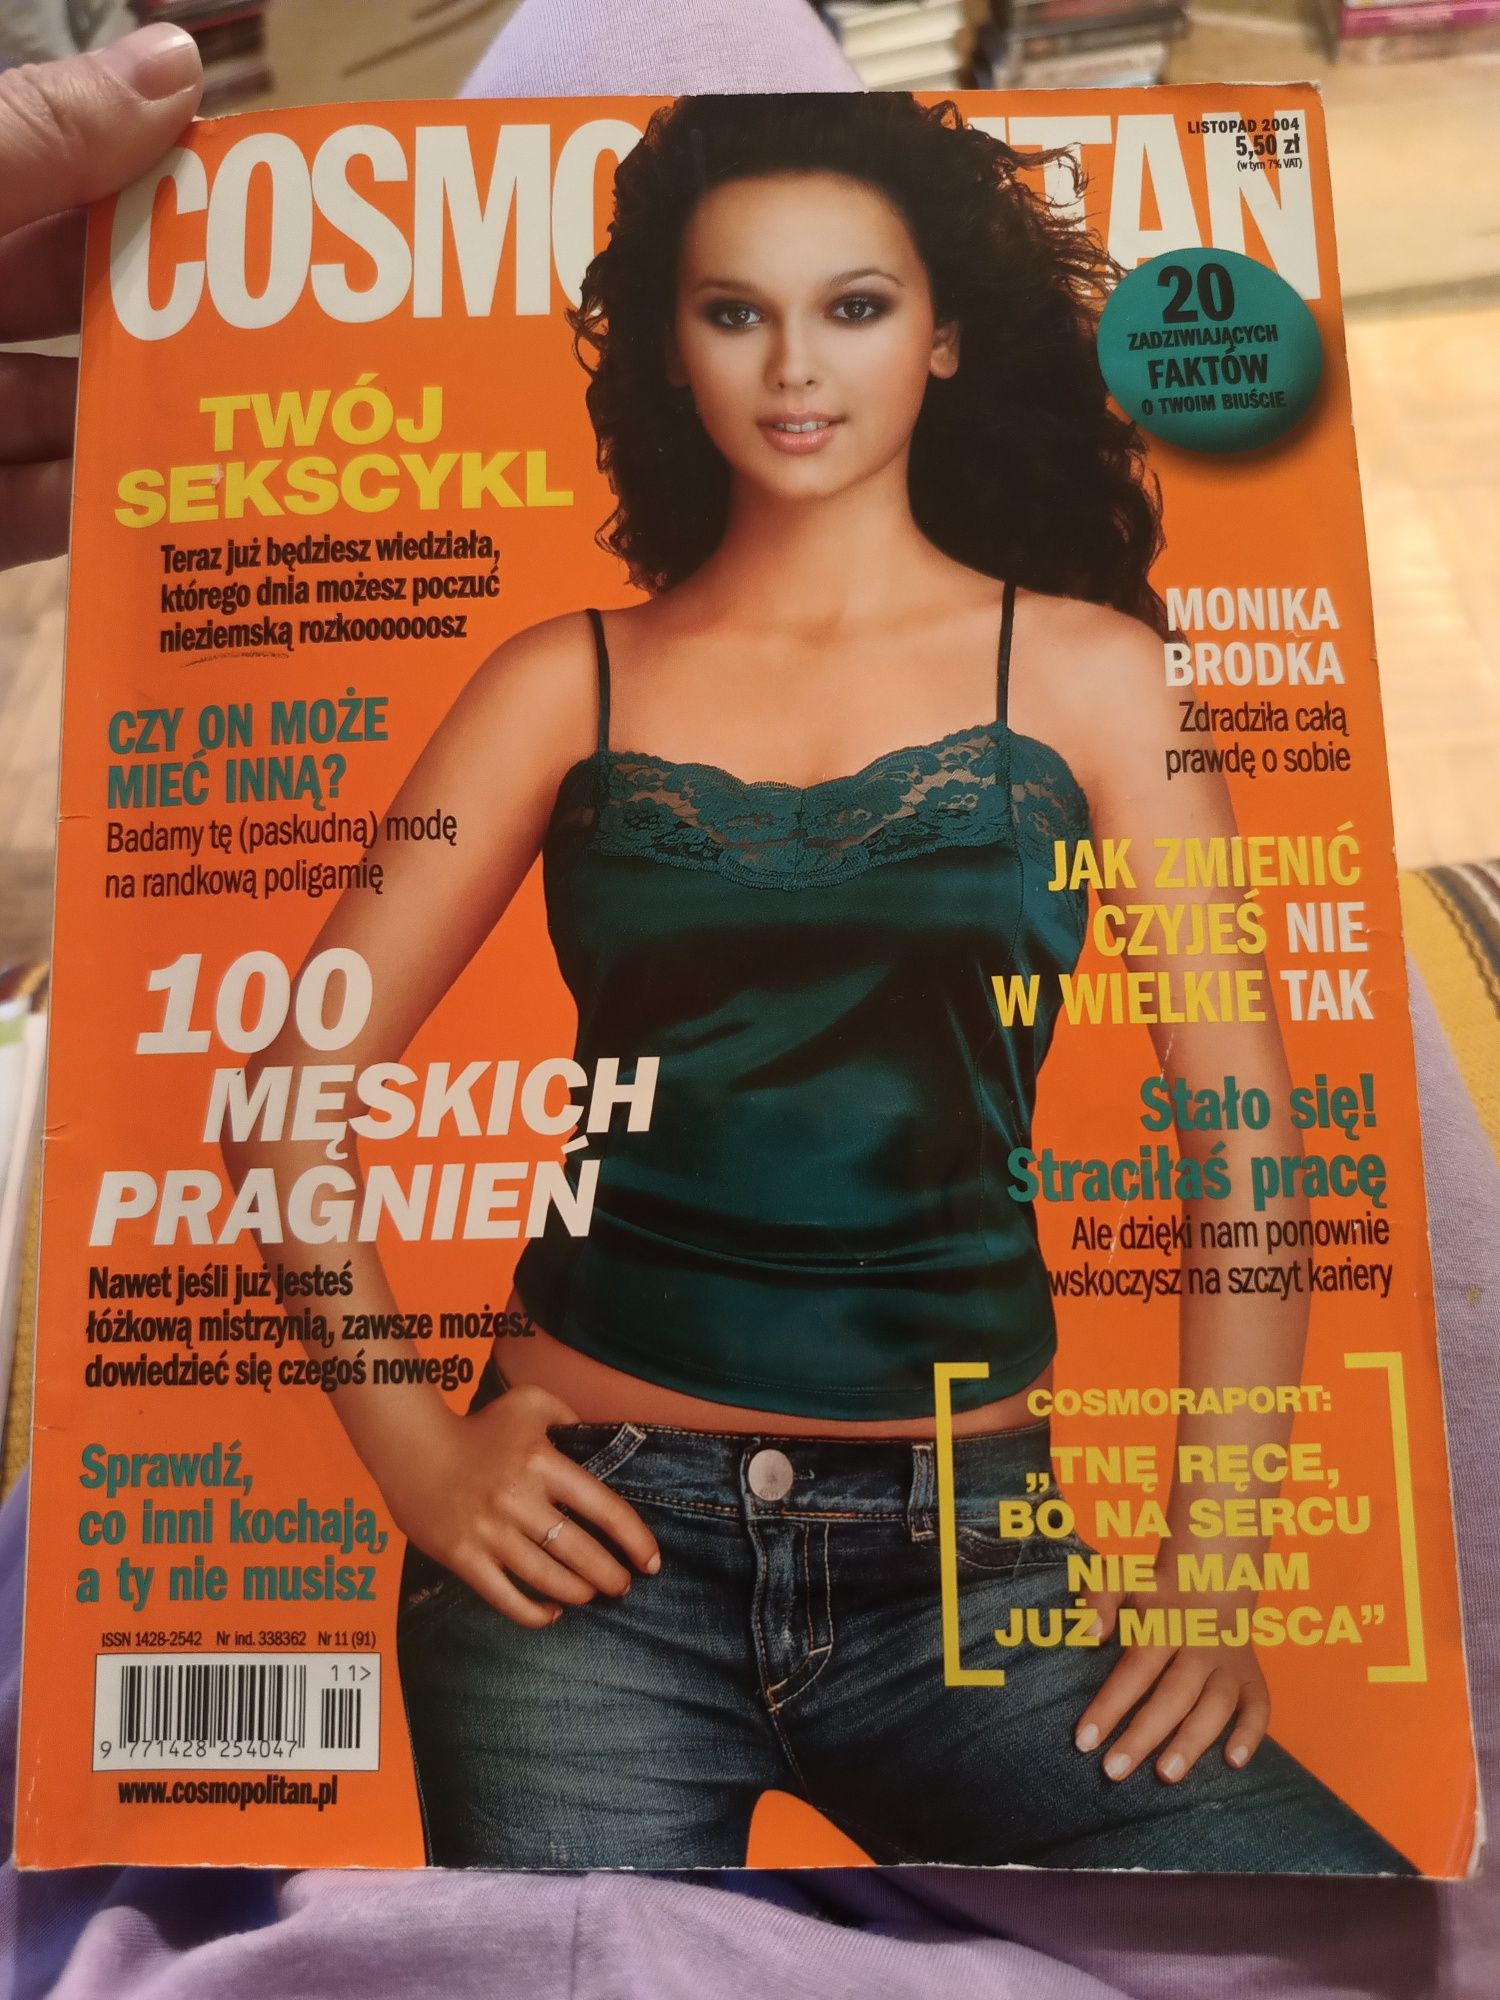 COSMOPOLITAN
LISTOPAD 2004
5,50 zł
(w tym 7% VAT)
20
ZADZIWIAJĄCYCH
FAKTÓW
O TWOIM BIUŚCIE
TWÓJ
SEKSCYKL
Teraz już będziesz wiedziała,
którego dnia możesz poczuć
nieziemską rozkoooooosz
CZY ON MOŻE
MIEĆ INNĄ?
Badamy tę (paskudną) modę
na randkową poligamię
100
MĘSKICH
PRAGNIEŃ
Nawet jeśli już jesteś
łóżkową mistrzynią, zawsze możesz
dowiedzieć się czegoś nowego
Sprawdź,
co inni kochają,
a ty nie musisz
ISSN 1428-2542 Nr ind. 338362 Nr 11 (91)
11>
9 771428 254047
www.cosmopolitan.pl
MONIKA
BRODKA
Zdradziła całą
prawdę o sobie
JAK ZMIENIĆ
CZYJEŚ NIE
W WIELKIE TAK
Stało się!
Straciłaś pracę
Ale dzięki nam ponownie
wskoczysz na szczyt kariery
COSMORAPORT:
„TNĘ RĘCE,
BO NA SERCU
NIE MAM
JUŻ MIEJSCA”